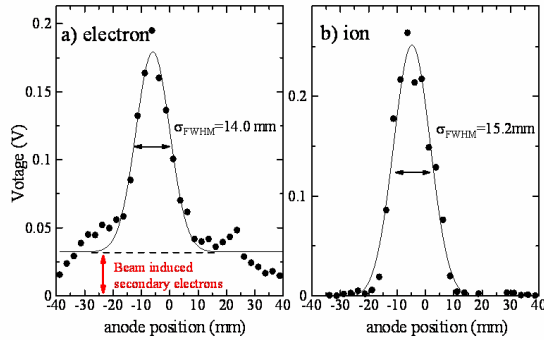 a) electron
b) ion
Votage (V)
0.2
0.15
0.1
0.05
0
0.2
0.1
0
σFWHM=14.0 mm
σFWHM=15.2mm
Beam induced
secondary electrons
-40 -30 -20 -10 0 10 20 30 40
-40 -30 -20 -10 0 10 20 30 40
anode position (mm)
anode position (mm)